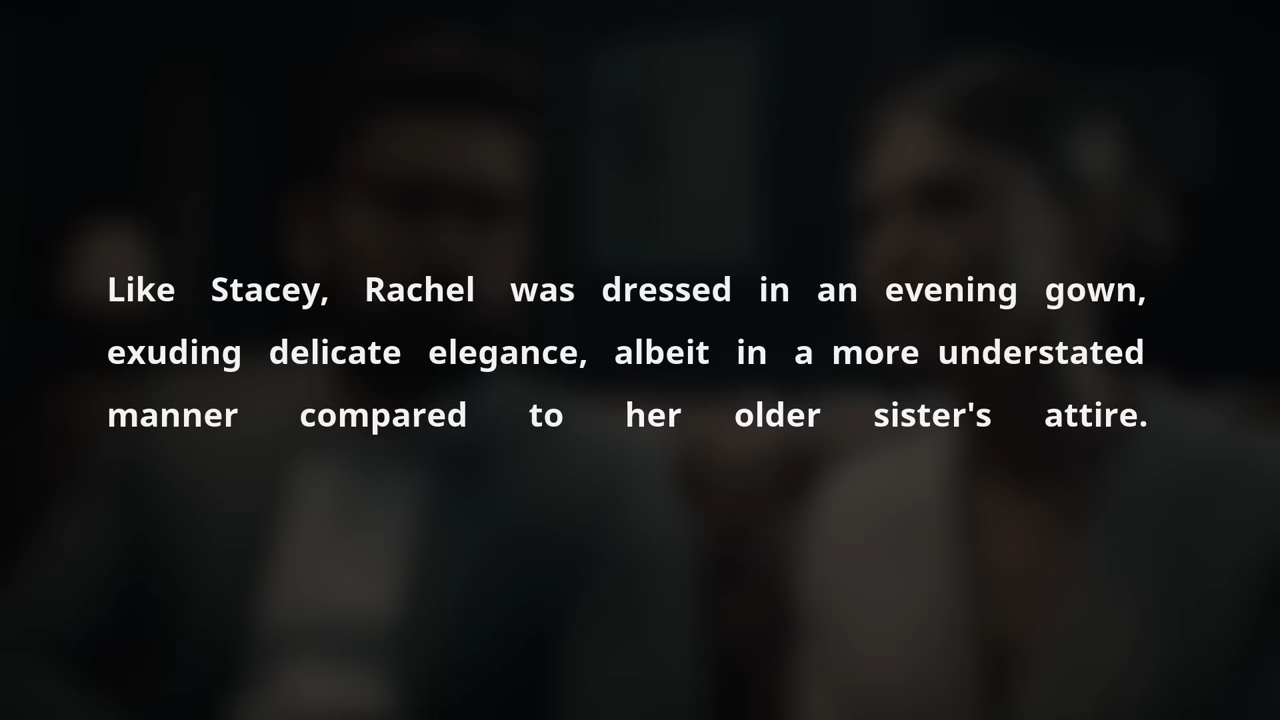 Like Stacey, Rachel was dressed in an evening gown,
exuding delicate elegance, albeit in a more understated
manner compared to her older sister's attire.